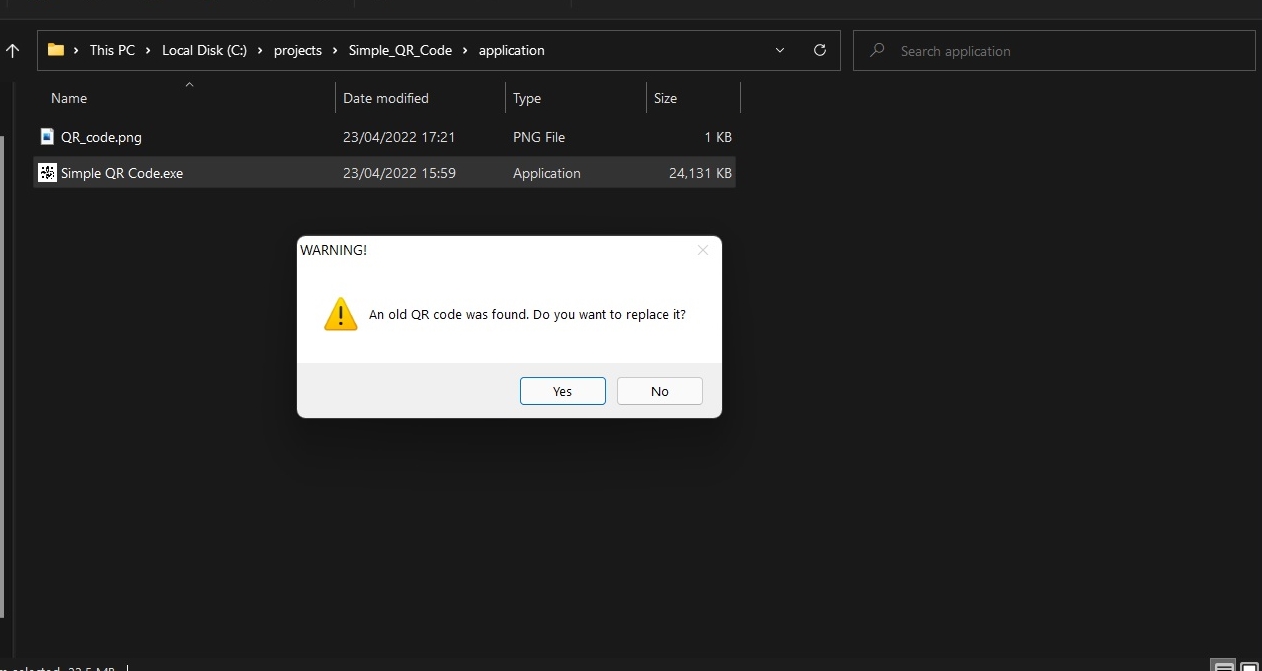 This PC > Local Disk (C:) > projects > Simple_QR_Code > application
Search application
Name Date modified Type Size
QR_code.png 23/04/2022 17:21 PNG File 1 KB
Simple QR Code.exe 23/04/2022 15:59 Application 24,131 KB
WARNING!
An old QR code was found. Do you want to replace it?
Yes No
selected 23.5 MB